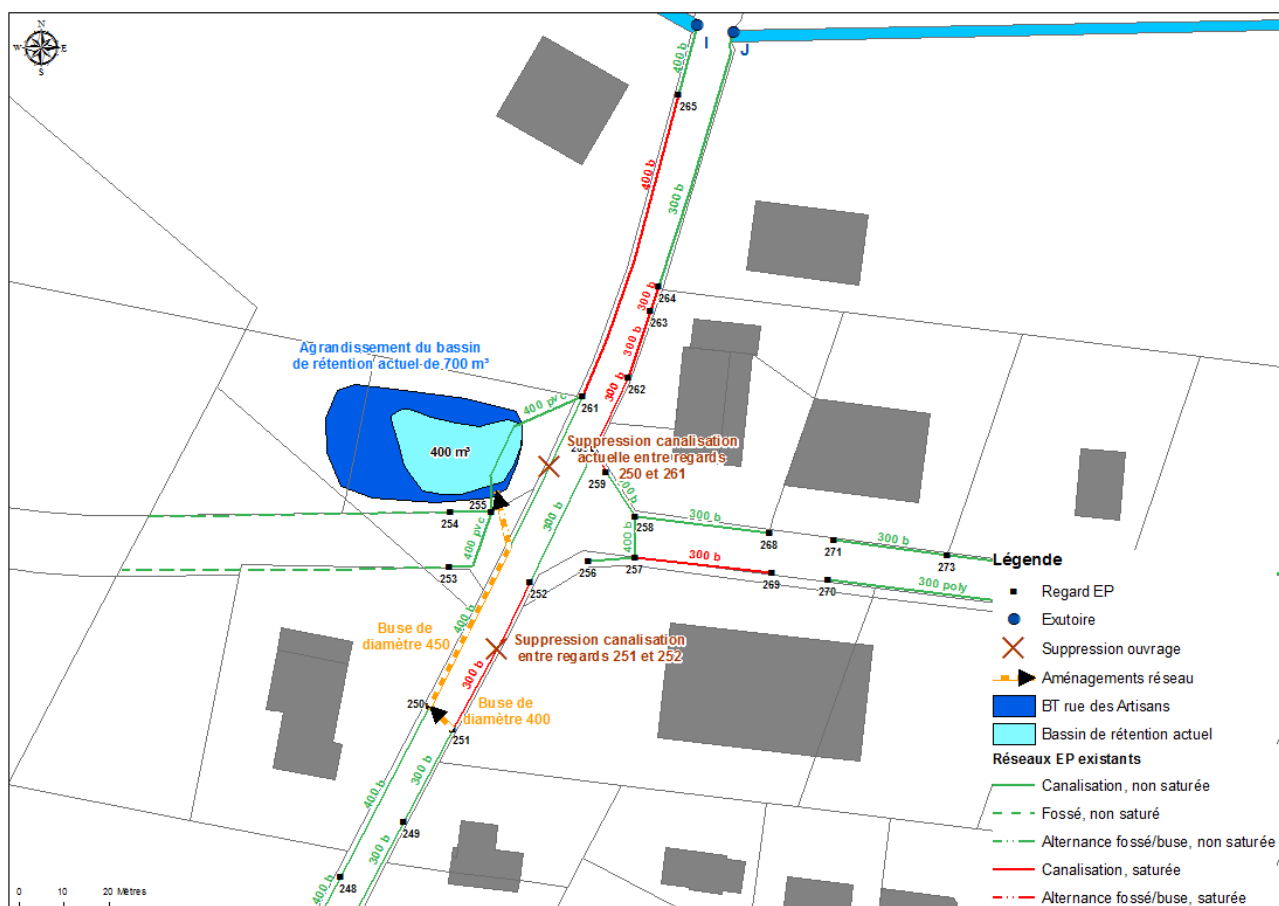 N
W E
S
I
J
400 b
265
400 b
300 b
264
300 b
263
300 b
262
300 b
Agrandissement du bassin
de rétention actuel de 700 m³
400 pvc
261
400 m³
Suppression canalisation
actuelle entre regards
250 et 261
259
258
300 b
268
271
300 b
273
255
254
400 pvc
300 b
400 b
256
257
300 b
269
270
300 poly
253
252
400 b
Buse de
diamètre 450
Suppression canalisation
entre regards 251 et 252
300 b
250
Buse de
diamètre 400
251
300 b
400 b
249
300 b
248
400 b
0 10 20 Mètres
Légende
Regard EP
Exutoire
Suppression ouvrage
Aménagements réseau
BT rue des Artisans
Bassin de rétention actuel
Réseaux EP existants
Canalisation, non saturée
Fossé, non saturé
Alternance fossé/buse, non saturée
Canalisation, saturée
Alternance fossé/buse, saturée